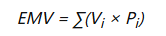 EMV = ∑(Vᵢ × Pᵢ)